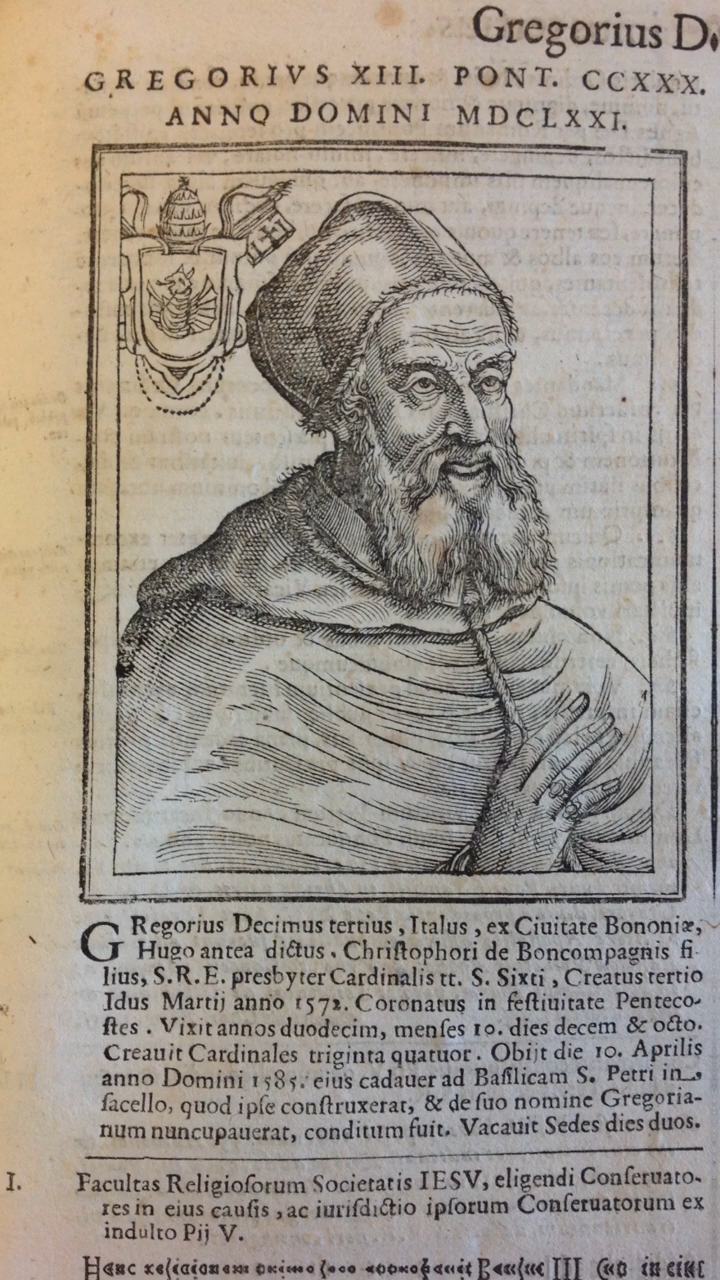 Gregorius D
GREGORIVS XIII. PONT. CCXXX.
ANNO DOMINI MDCLXXI.
GRegorius Decimus tertius, Italus, ex Ciuitate Bononiæ,
Hugo antea dictus. Chriſtophori de Boncompagnis fi-
lius, S.R.E. presbyter Cardinalis tt. S. Sixti, Creatus tertio
Idus Martij anno 1572. Coronatus in feſtiuitate Penteco-
ſtes. Vixit annos duodecim, menſes 10. dies decem & octo.
Creauit Cardinales triginta quatuor. Obijt die 10. Aprilis
anno Domini 1585. eius cadauer ad Baſilicam S. Petri in
ſacello, quod ipſe conſtruxerat, & de ſuo nomine Gregoria-
num nuncupauerat, conditum fuit. Vacauit Sedes dies duos.
I. Facultas Religioſorum Societatis IESV, eligendi Conſeruato-
res in eius cauſis, ac iurisdictio ipſorum Conſeruatorum ex
indulto Pij V.